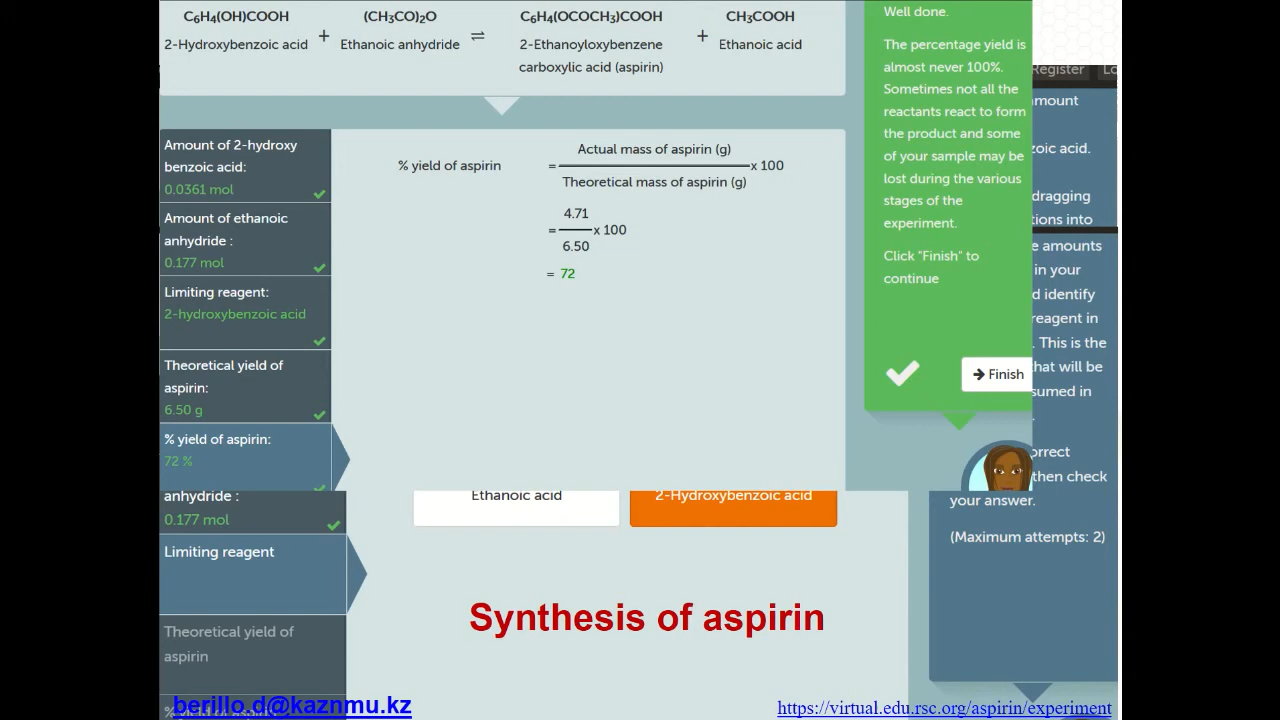 C₆H₄(OH)COOH (CH₃CO)₂O C₆H₄(OCOCH₃)COOH CH₃COOH
+ ⇌ +
2-Hydroxybenzoic acid Ethanoic anhydride 2-Ethanoyloxybenzene Ethanoic acid
carboxylic acid (aspirin)
Amount of 2-hydroxy
benzoic acid:
0.0361 mol
Amount of ethanoic
anhydride :
0.177 mol
Limiting reagent:
2-hydroxybenzoic acid
Theoretical yield of
aspirin:
6.50 g
% yield of aspirin:
72 %
Actual mass of aspirin (g)
% yield of aspirin = x 100
Theoretical mass of aspirin (g)
4.71
= x 100
6.50
= 72
Well done.
The percentage yield is
almost never 100%.
Sometimes not all the
reactants react to form
the product and some
of your sample may be
lost during the various
stages of the
experiment.
Click "Finish" to
continue
→ Finish
Register
amount
zoic acid.
dragging
tions into
e amounts
in your
d identify
reagent in
. This is the
hat will be
sumed in
orrect
then check
your answer.
(Maximum attempts: 2)
anhydride :
0.177 mol
Limiting reagent
Theoretical yield of
aspirin
Ethanoic acid 2-Hydroxybenzoic acid
Synthesis of aspirin
berillo.d@kaznmu.kz
https://virtual.edu.rsc.org/aspirin/experiment